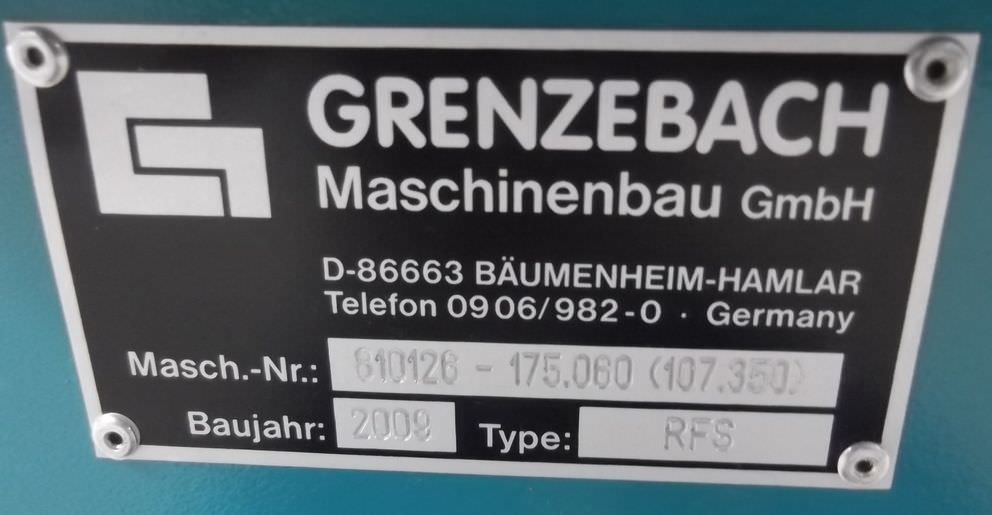 GRENZEBACH
Maschinenbau GmbH
D-86663 BÄUMENHEIM-HAMLAR
Telefon 0906/982-0 · Germany
Masch.-Nr.: 810126 - 175.060 (107.350)
Baujahr: 2008 Type: RFS